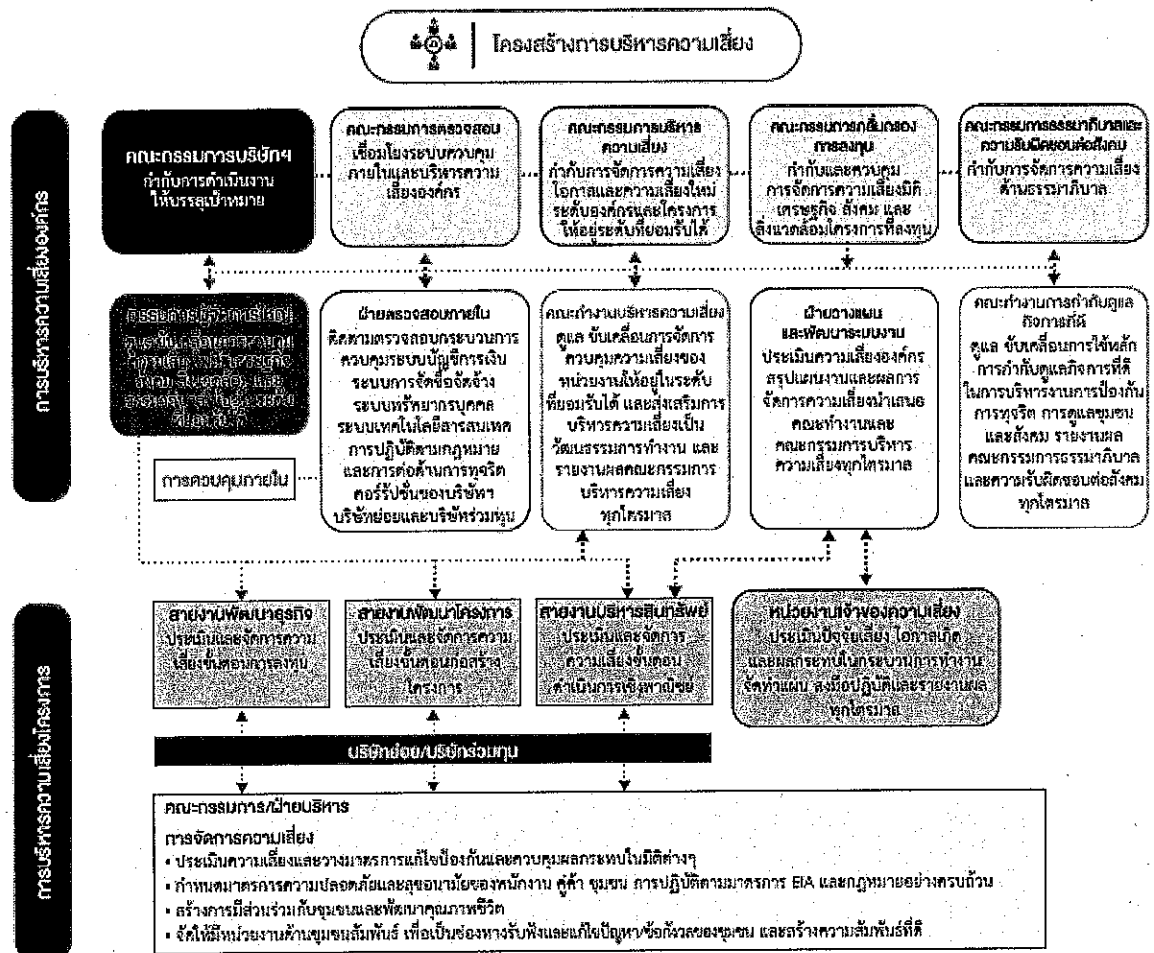 โครงสร้างการบริหารความเสี่ยง
การบริหารความเสี่ยงองค์กร
คณะกรรมการบริษัทฯ
กำกับการดำเนินงาน
ให้บรรลุเป้าหมาย
คณะกรรมการตรวจสอบ
เชื่อมโยงระบบควบคุม
ภายในและบริหารความ
เสี่ยงองค์กร
คณะกรรมการบริหาร
ความเสี่ยง
กำกับการจัดการความเสี่ยง
โอกาสและความเสี่ยงใหม่
ระดับองค์กรและโครงการ
ให้อยู่ระดับที่ยอมรับได้
คณะกรรมการกลั่นกรอง
การลงทุน
กำกับและควบคุม
การจัดการความเสี่ยงมิติ
เศรษฐกิจ สังคม และ
สิ่งแวดล้อมโครงการที่ลงทุน
คณะกรรมการธรรมาภิบาลและ
ความรับผิดชอบต่อสังคม
กำกับการจัดการความเสี่ยง
ด้านธรรมาภิบาล
กรรมการผู้จัดการใหญ่
การควบคุมภายใน
ฝ่ายตรวจสอบภายใน
ติดตามตรวจสอบกระบวนการ
ควบคุมระบบบัญชีการเงิน
ระบบการจัดซื้อจัดจ้าง
ระบบทรัพยากรบุคคล
ระบบเทคโนโลยีสารสนเทศ
การปฏิบัติตามกฎหมาย
และการต่อต้านการทุจริต
คอร์รัปชั่นของบริษัทฯ
บริษัทย่อยและบริษัทร่วมทุน
คณะทำงานบริหารความเสี่ยง
ดูแล ขับเคลื่อนการจัดการ
ควบคุมความเสี่ยงของ
หน่วยงานให้อยู่ในระดับ
ที่ยอมรับได้ และส่งเสริมการ
บริหารความเสี่ยงเป็น
วัฒนธรรมการทำงาน และ
รายงานผลคณะกรรมการ
บริหารความเสี่ยง
ทุกไตรมาส
ฝ่ายวางแผน
และพัฒนาระบบงาน
ประเมินความเสี่ยงองค์กร
สรุปแผนงานและผลการ
จัดการความเสี่ยงนำเสนอ
คณะทำงานและ
คณะกรรมการบริหาร
ความเสี่ยงทุกไตรมาส
คณะทำงานการกำกับดูแล
กิจการที่ดี
ดูแล ขับเคลื่อนการใช้หลัก
การกำกับดูแลกิจการที่ดี
ในการบริหารงานการป้องกัน
การทุจริต การดูแลชุมชน
และสังคม รายงานผล
คณะกรรมการธรรมาภิบาล
และความรับผิดชอบต่อสังคม
ทุกไตรมาส
การบริหารความเสี่ยงโครงการ
สายงานพัฒนาธุรกิจ
ประเมินและจัดการความ
เสี่ยงขั้นตอนการลงทุน
สายงานพัฒนาโครงการ
ประเมินและจัดการความ
เสี่ยงขั้นตอนก่อสร้าง
โครงการ
สายงานบริหารสินทรัพย์
ประเมินและจัดการ
ความเสี่ยงขั้นตอน
ดำเนินการเชิงพาณิชย์
หน่วยงานเจ้าของความเสี่ยง
ประเมินปัจจัยเสี่ยง โอกาสเกิด
และผลกระทบในกระบวนการทำงาน
จัดทำแผน ลงมือปฏิบัติและรายงานผล
ทุกไตรมาส
บริษัทย่อย/บริษัทร่วมทุน
คณะกรรมการ/ฝ่ายบริหาร
การจัดการความเสี่ยง
• ประเมินความเสี่ยงและวางมาตรการแก้ไขป้องกันและควบคุมผลกระทบในมิติต่างๆ
• กำหนดมาตรการความปลอดภัยและสุขอนามัยของพนักงาน คู่ค้า ชุมชน การปฏิบัติตามมาตรการ EIA และกฎหมายอย่างครบถ้วน
• สร้างการมีส่วนร่วมกับชุมชนและพัฒนาคุณภาพชีวิต
• จัดให้มีหน่วยงานด้านชุมชนสัมพันธ์ เพื่อเป็นช่องทางรับฟังและแก้ไขปัญหา/ข้อกังวลของชุมชน และสร้างความสัมพันธ์ที่ดี